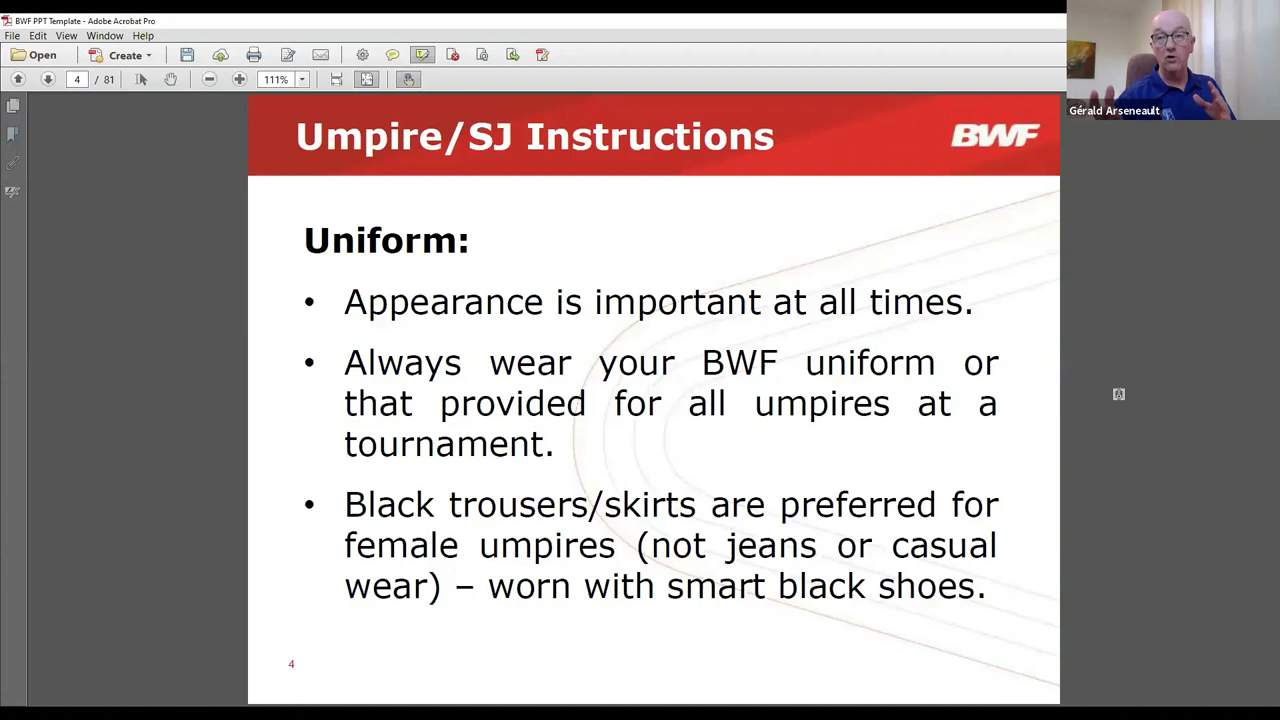 BWF PPT Template - Adobe Acrobat Pro
File Edit View Window Help
Open Create
4 / 81 111%
Gérald Arseneault
Umpire/SJ Instructions BWF
Uniform:
• Appearance is important at all times.
• Always wear your BWF uniform or
that provided for all umpires at a
tournament.
• Black trousers/skirts are preferred for
female umpires (not jeans or casual
wear) – worn with smart black shoes.
4